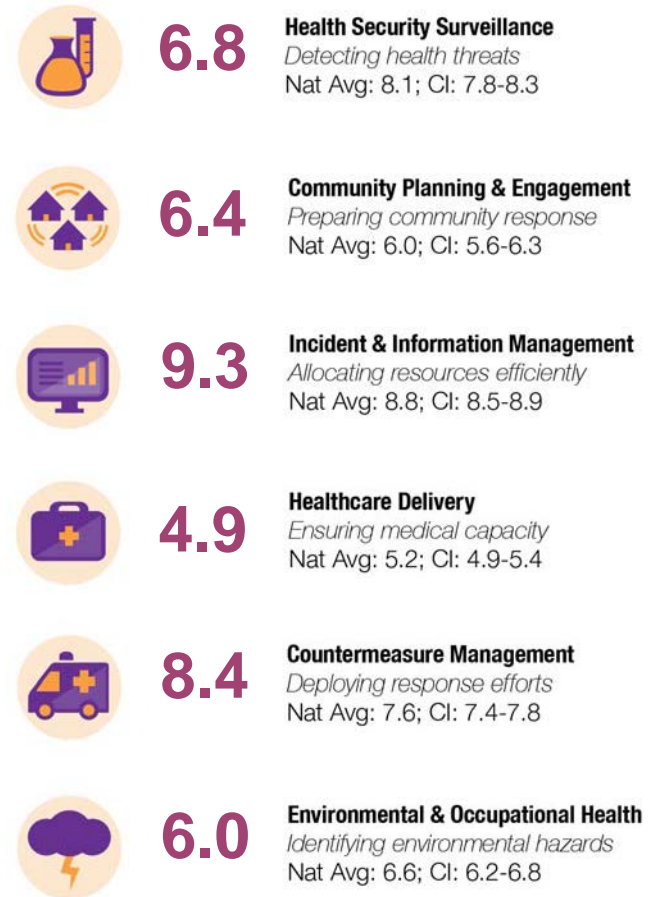 6.8
Health Security Surveillance
Detecting health threats
Nat Avg: 8.1; CI: 7.8-8.3
6.4
Community Planning & Engagement
Preparing community response
Nat Avg: 6.0; CI: 5.6-6.3
9.3
Incident & Information Management
Allocating resources efficiently
Nat Avg: 8.8; CI: 8.5-8.9
4.9
Healthcare Delivery
Ensuring medical capacity
Nat Avg: 5.2; CI: 4.9-5.4
8.4
Countermeasure Management
Deploying response efforts
Nat Avg: 7.6; CI: 7.4-7.8
6.0
Environmental & Occupational Health
Identifying environmental hazards
Nat Avg: 6.6; CI: 6.2-6.8